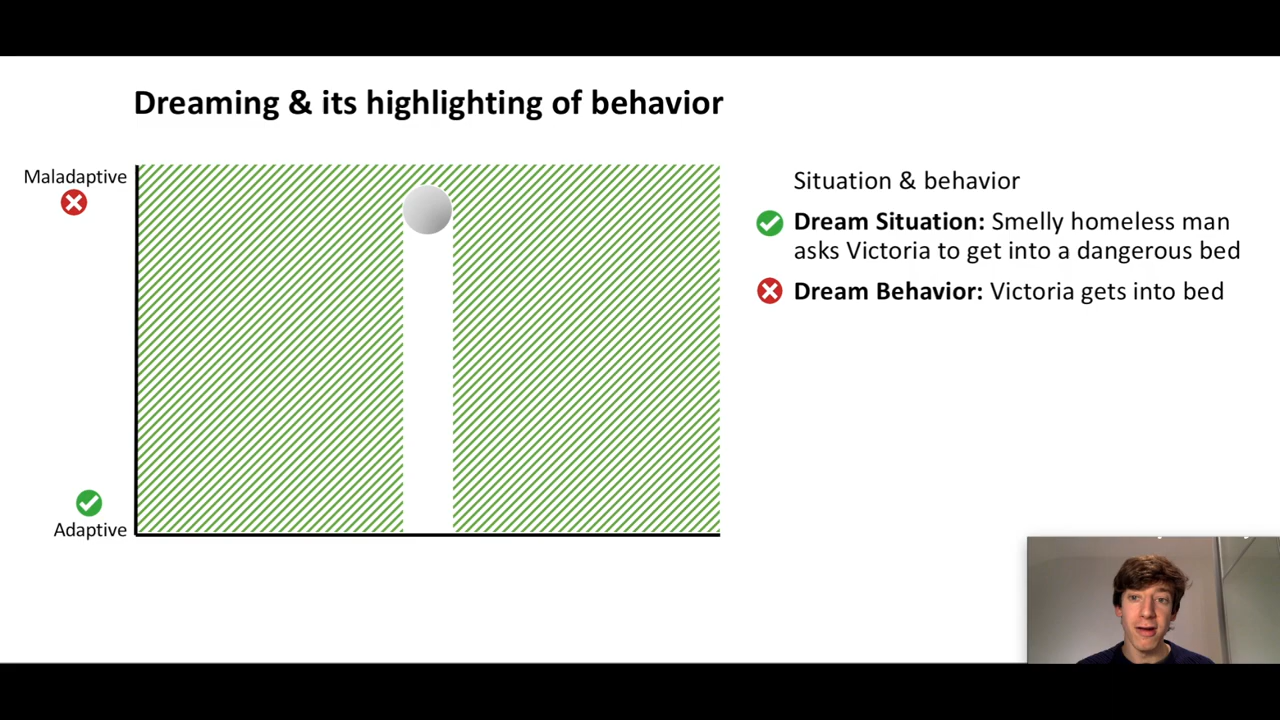 Dreaming & its highlighting of behavior
Maladaptive
Adaptive
Situation & behavior
Dream Situation: Smelly homeless man
asks Victoria to get into a dangerous bed
Dream Behavior: Victoria gets into bed